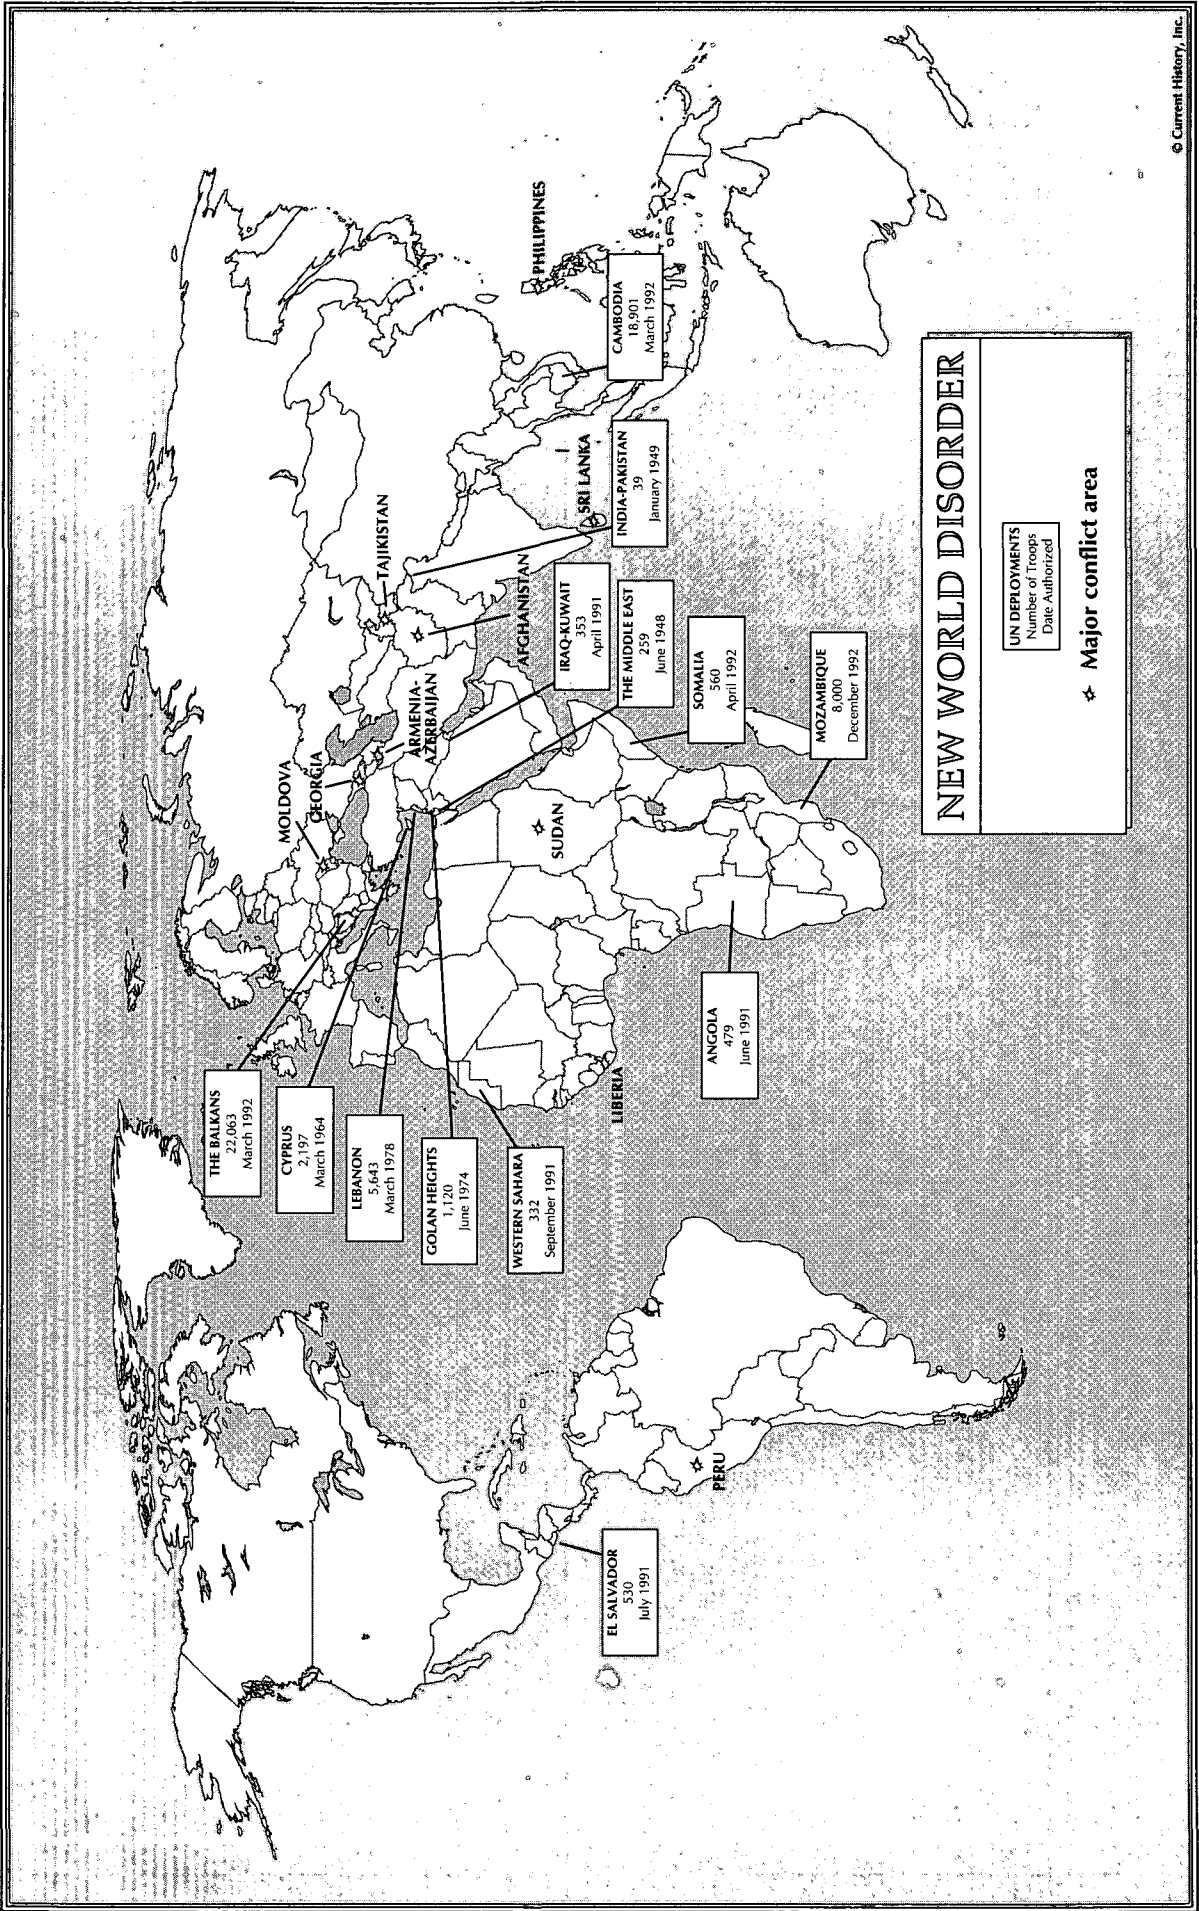 THE BALKANS
22,063
March 1992
CYPRUS
2,197
March 1964
LEBANON
5,643
March 1978
GOLAN HEIGHTS
1,120
June 1974
WESTERN SAHARA
332
September 1991
EL SALVADOR
530
July 1991
PERU
LIBERIA
ANGOLA
479
June 1991
MOLDOVA
GEORGIA
ARMENIA-
AZERBAIJAN
TAJIKISTAN
AFGHANISTAN
SUDAN
IRAQ-KUWAIT
353
April 1991
THE MIDDLE EAST
259
June 1948
SOMALIA
560
April 1992
MOZAMBIQUE
8,000
December 1992
SRI LANKA
INDIA-PAKISTAN
39
January 1949
PHILIPPINES
CAMBODIA
18,901
March 1992
NEW WORLD DISORDER
UN DEPLOYMENTS
Number of Troops
Date Authorized
Major conflict area
© Current History, Inc.